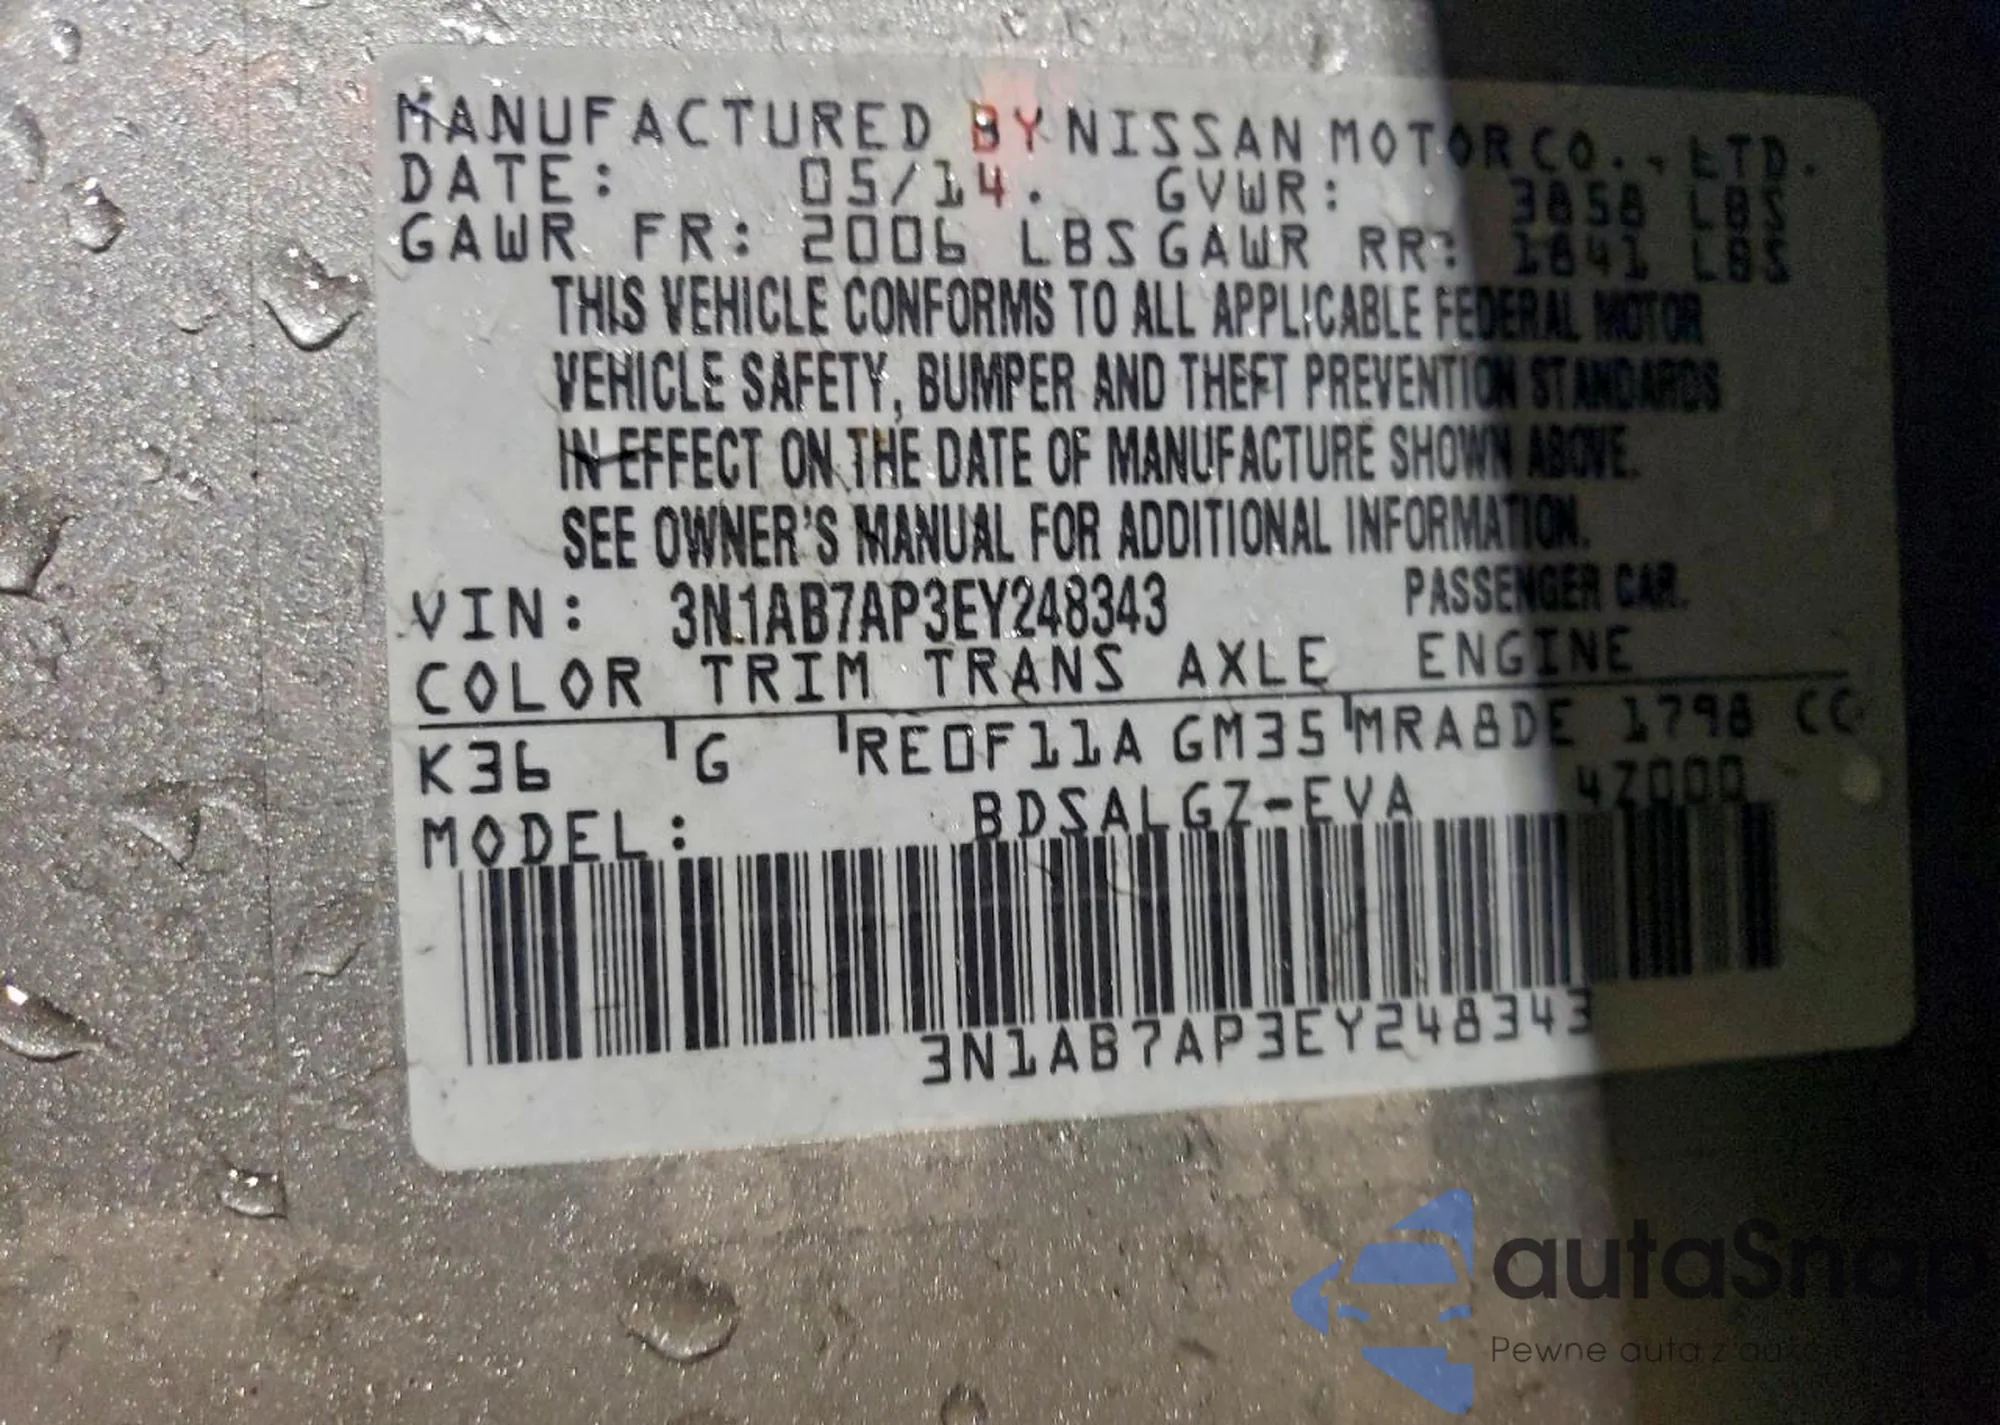 MANUFACTURED BY NISSAN MOTOR CO., LTD.
DATE: 05/14. GVWR: 3858 LBS
GAWR FR: 2006 LBS GAWR RR: 1841 LBS
THIS VEHICLE CONFORMS TO ALL APPLICABLE FEDERAL MOTOR
VEHICLE SAFETY, BUMPER AND THEFT PREVENTION STANDARDS
IN EFFECT ON THE DATE OF MANUFACTURE SHOWN ABOVE.
SEE OWNER'S MANUAL FOR ADDITIONAL INFORMATION.
VIN: 3N1AB7AP3EY248343 PASSENGER CAR.
COLOR TRIM TRANS AXLE ENGINE
K36 G RE0F11A GM35 MRA8DE 1798 CC
4Z000
MODEL: BDSALGZ-EVA
3N1AB7AP3EY248343
autaSnap
Pewne auta z